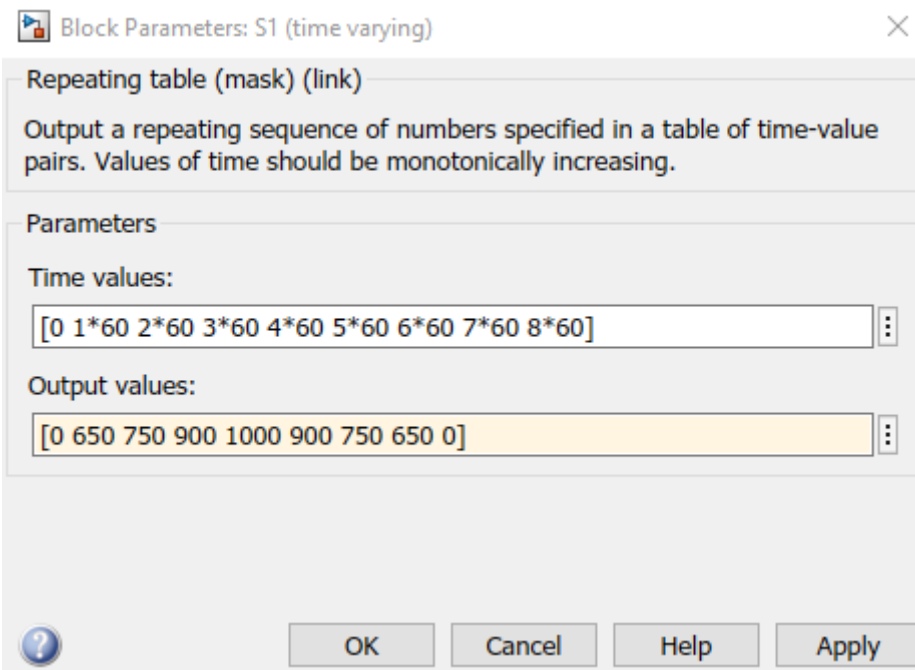 Block Parameters: S1 (time varying)
Repeating table (mask) (link)
Output a repeating sequence of numbers specified in a table of time-value
pairs. Values of time should be monotonically increasing.
Parameters
Time values:
[0 1*60 2*60 3*60 4*60 5*60 6*60 7*60 8*60]
Output values:
[0 650 750 900 1000 900 750 650 0]
OK Cancel Help Apply